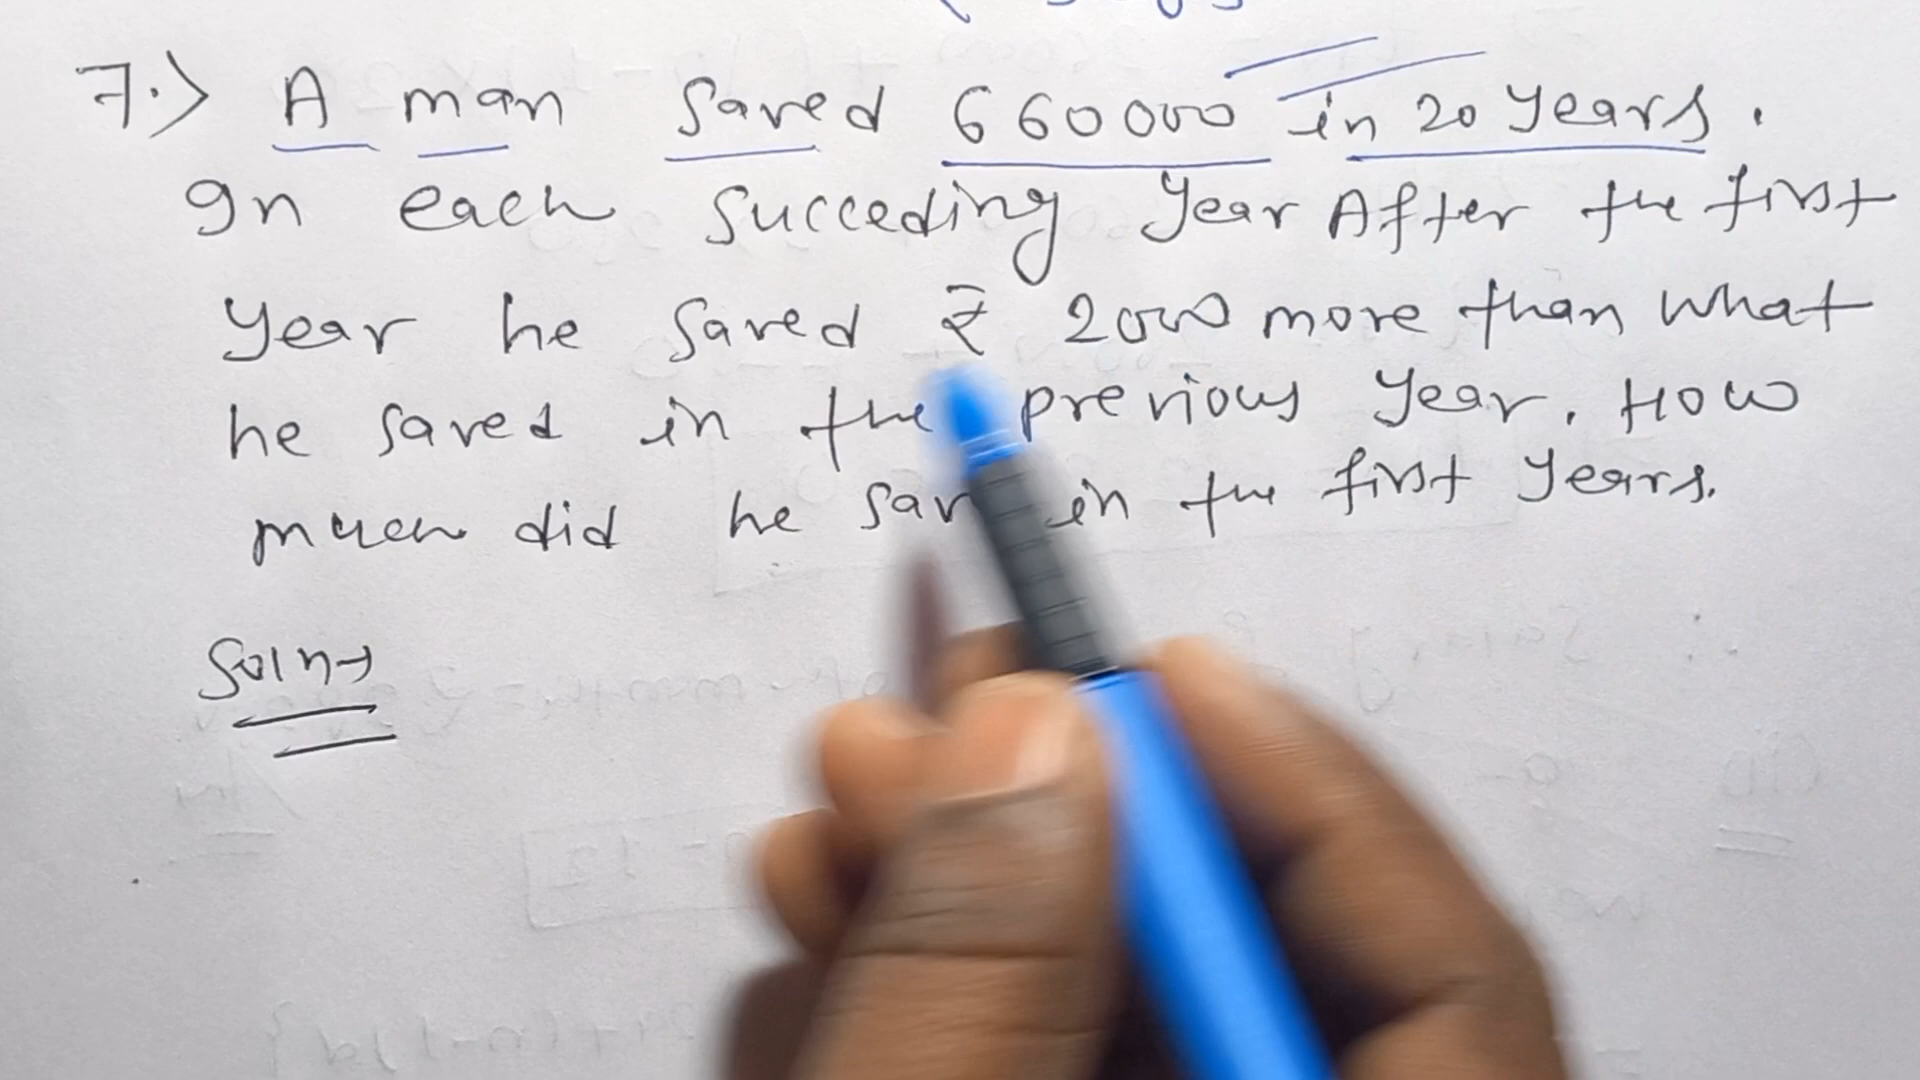 7.> A man saved 660000 in 20 years.
In each succeding year After the first
year he saved ₹ 2000 more than what
he saved in the previous year. How
much did he sav in the first years.
Soln→